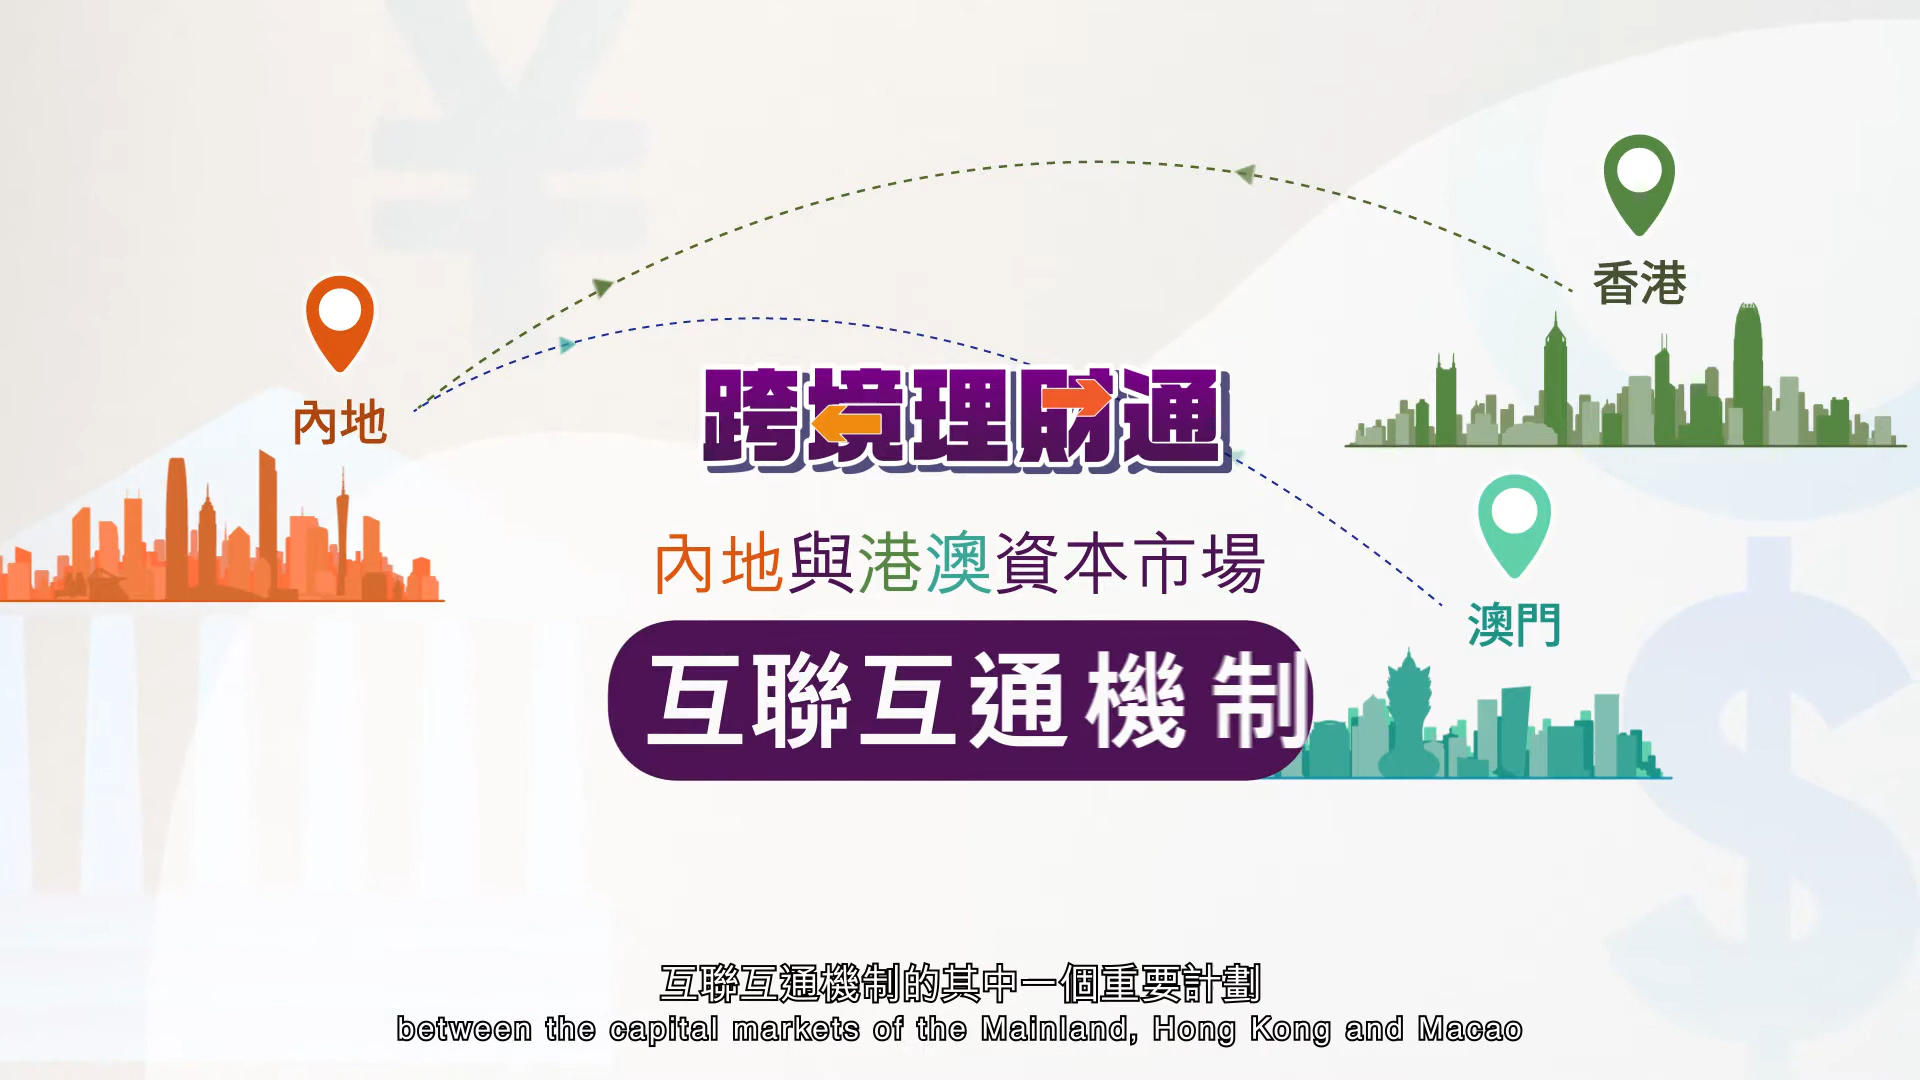 香港
內地
跨境理財通
內地與港澳資本市場
澳門
互聯互通機制
互聯互通機制的其中一個重要計劃
between the capital markets of the Mainland, Hong Kong and Macao